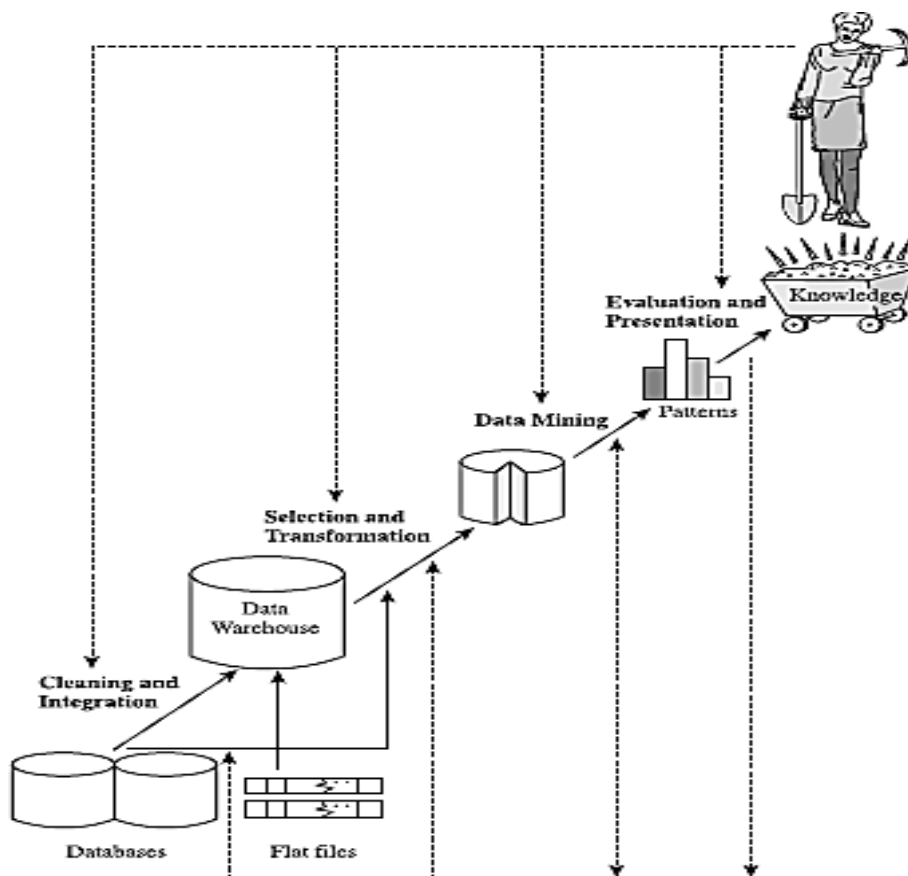 Knowledge
Evaluation and
Presentation
Patterns
Data Mining
Selection and
Transformation
Data
Warehouse
Cleaning and
Integration
Databases
Flat files